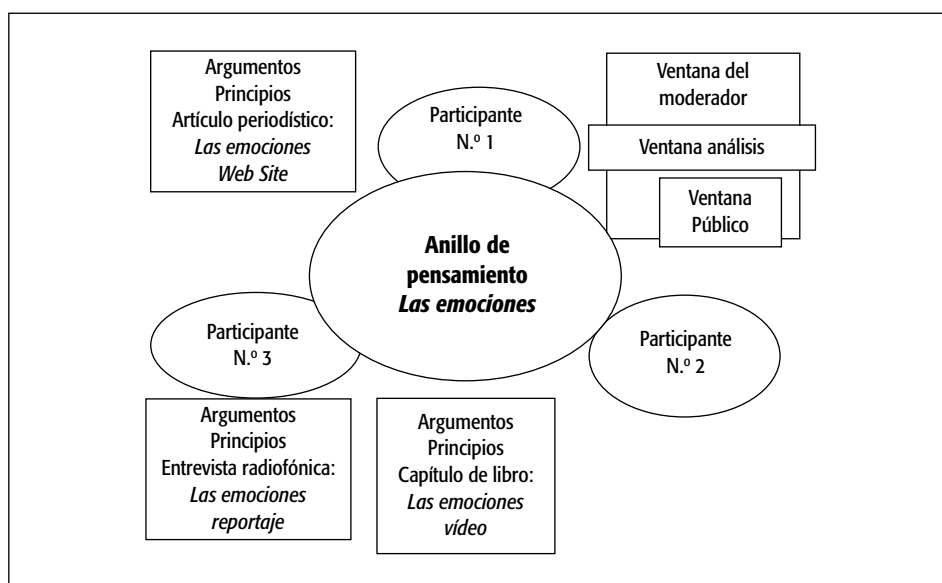 Argumentos
Principios
Artículo periodístico:
Las emociones
Web Site
Participante
N.º 1
Ventana del
moderador
Ventana análisis
Ventana
Público
Anillo de
pensamiento
Las emociones
Participante
N.º 3
Participante
N.º 2
Argumentos
Principios
Entrevista radiofónica:
Las emociones
reportaje
Argumentos
Principios
Capítulo de libro:
Las emociones
vídeo